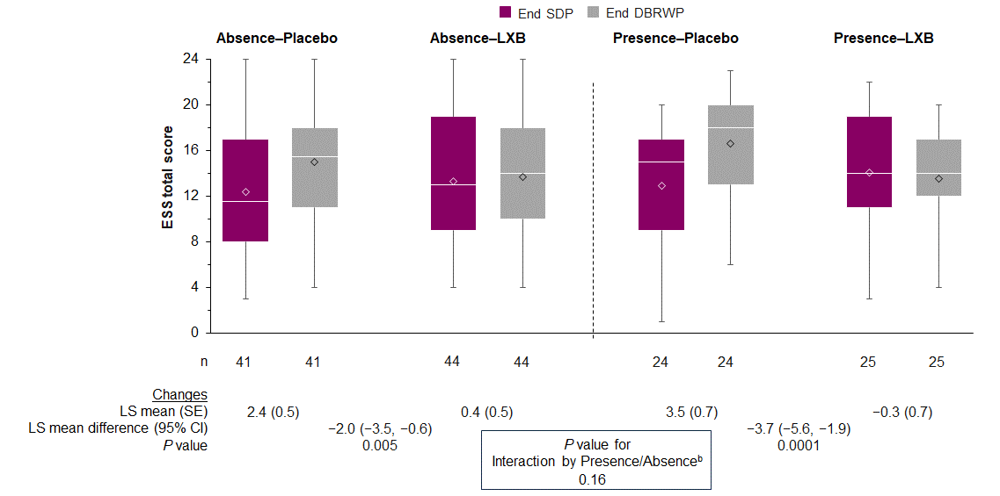 End SDP End DBRWP
Absence–Placebo Absence–LXB Presence–Placebo Presence–LXB
ESS total score
24
20
16
12
8
4
0
n 41 41 44 44 24 24 25 25
Changes
LS mean (SE) 2.4 (0.5) 0.4 (0.5) 3.5 (0.7) −0.3 (0.7)
LS mean difference (95% CI) −2.0 (−3.5, −0.6) −3.7 (−5.6, −1.9)
P value 0.005 0.0001
P value for
Interaction by Presence/Absenceᵇ
0.16